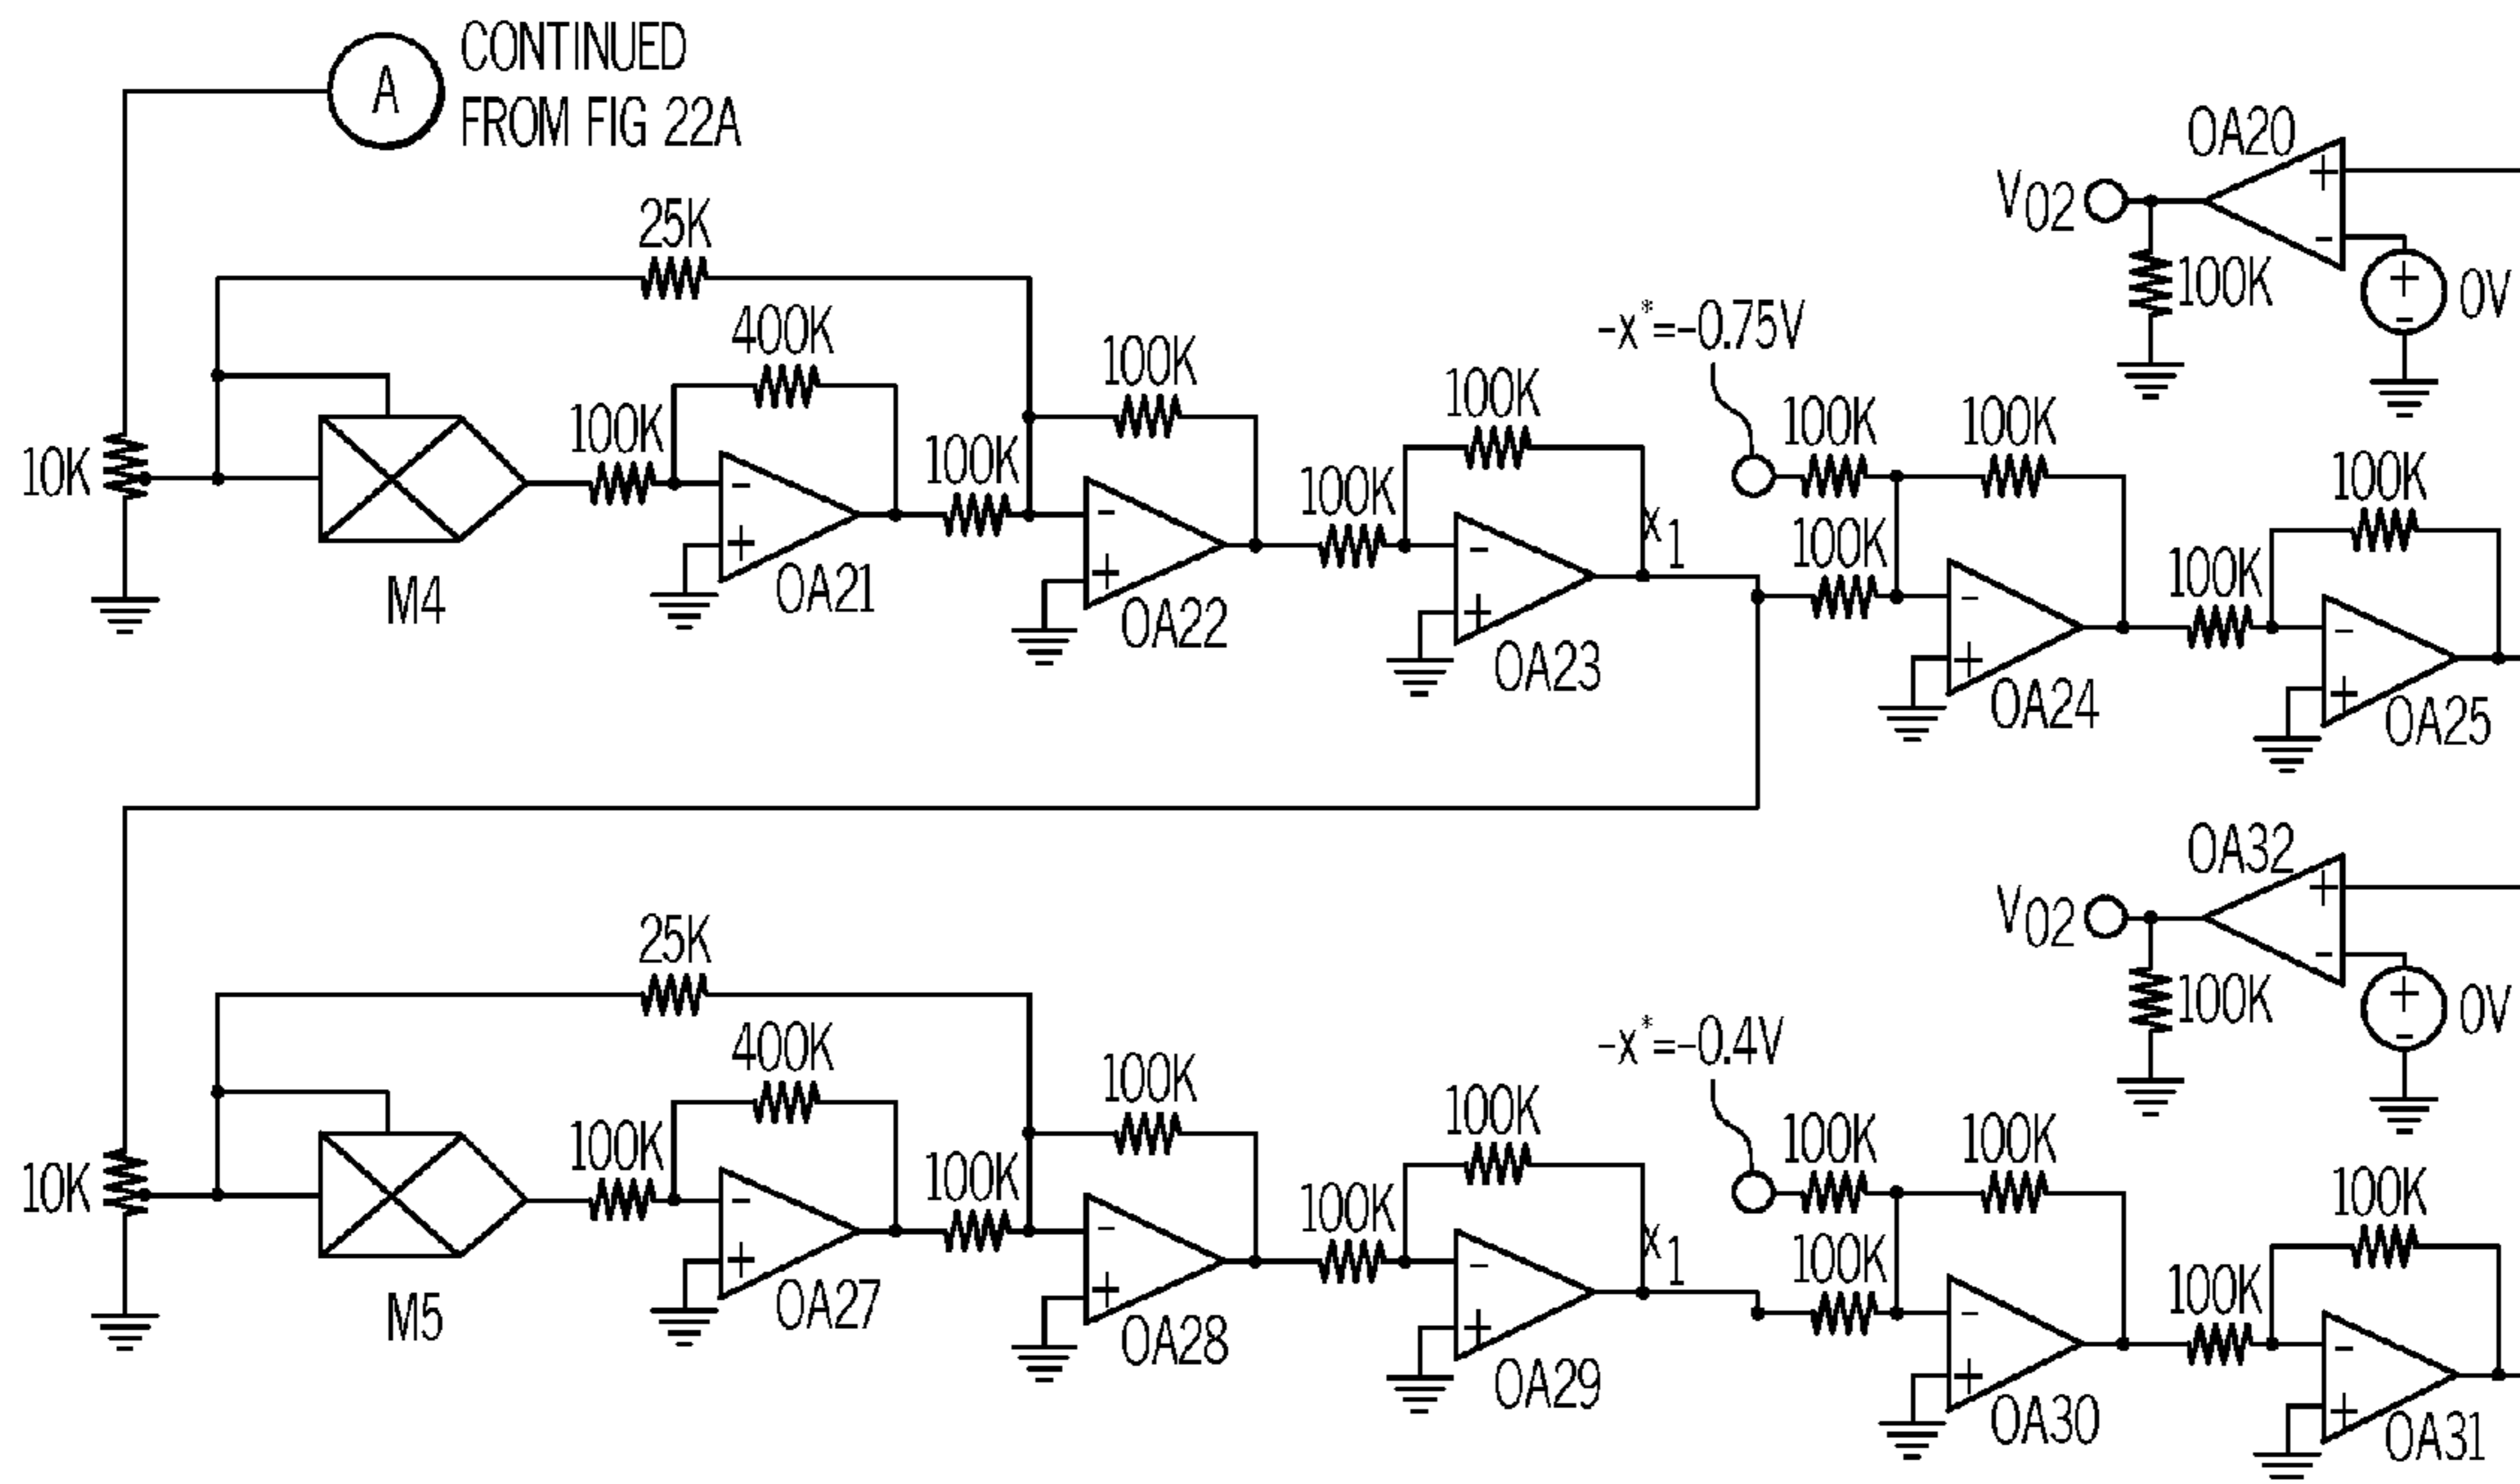 A
CONTINUED
FROM FIG 22A
OA20
+
-
VO2
100K
+
-
0V
25K
400K
100K
-x*=-0.75V
100K
100K
100K
10K
100K
100K
100K
x1
100K
100K
100K
-
+
-
+
-
+
-
+
-
+
M4
OA21
OA22
OA23
OA24
OA25
OA32
+
-
VO2
100K
+
-
0V
25K
400K
100K
-x*=-0.4V
100K
100K
100K
10K
100K
100K
100K
x1
100K
100K
100K
-
+
-
+
-
+
-
+
-
+
M5
OA27
OA28
OA29
OA30
OA31